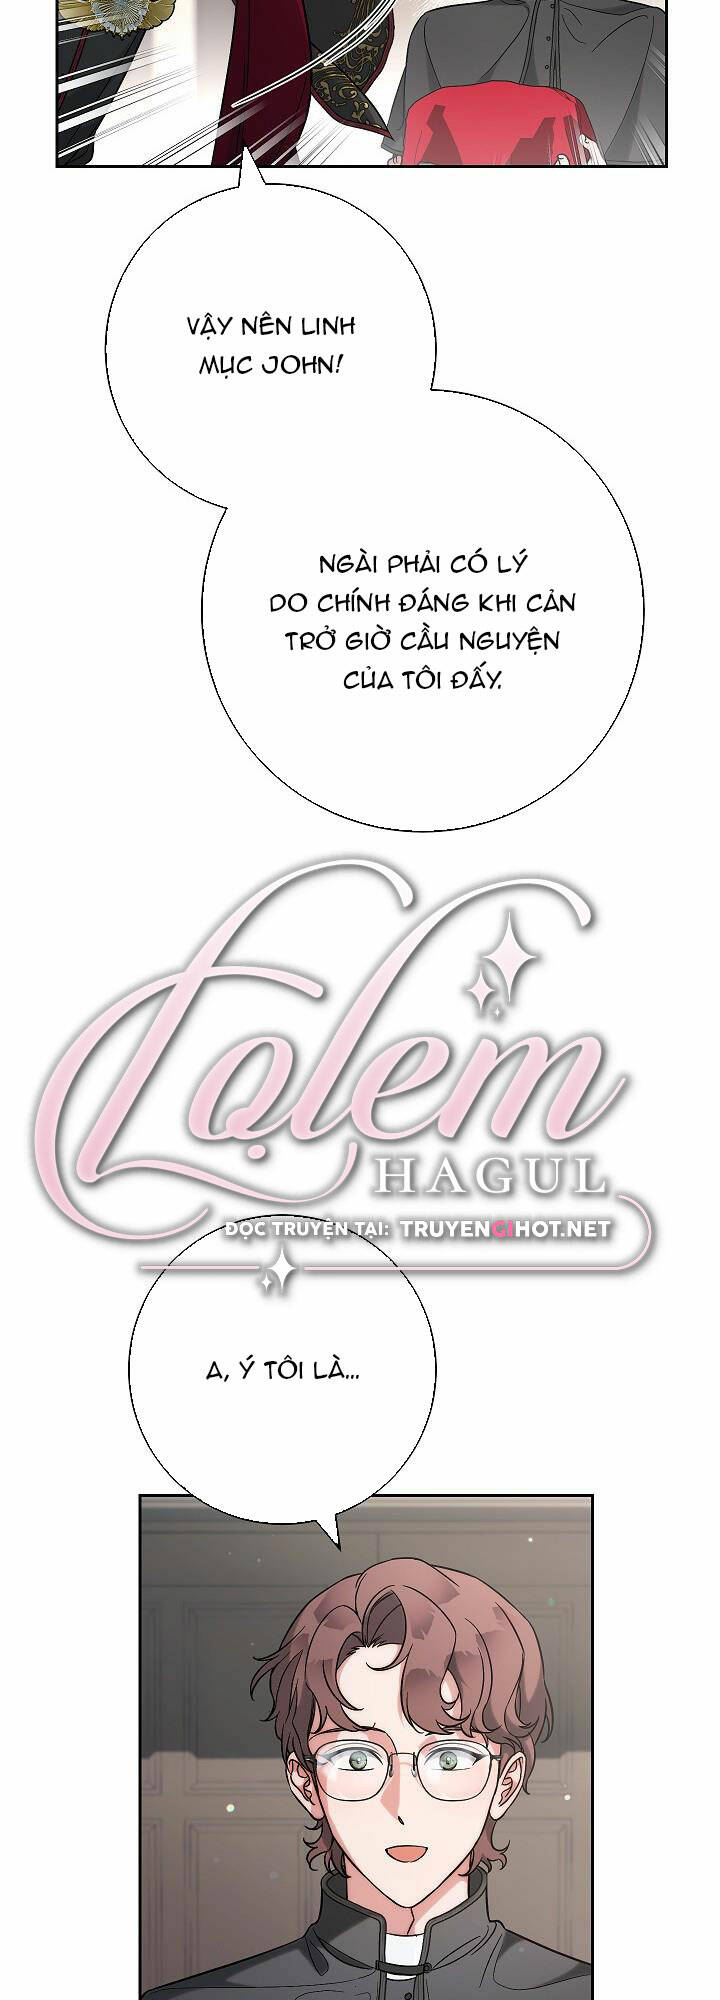 VẬY NÊN LINH
MỤC JOHN!
NGÀI PHẢI CÓ LÝ
DO CHÍNH ĐÁNG KHI CẢN
TRỞ GIỜ CẦU NGUYỆN
CỦA TÔI ĐẤY.
Lọlem
HAGUL
ĐỌC TRUYỆN TẠI: TRUYENGIHOT.NET
A, Ý TÔI LÀ...